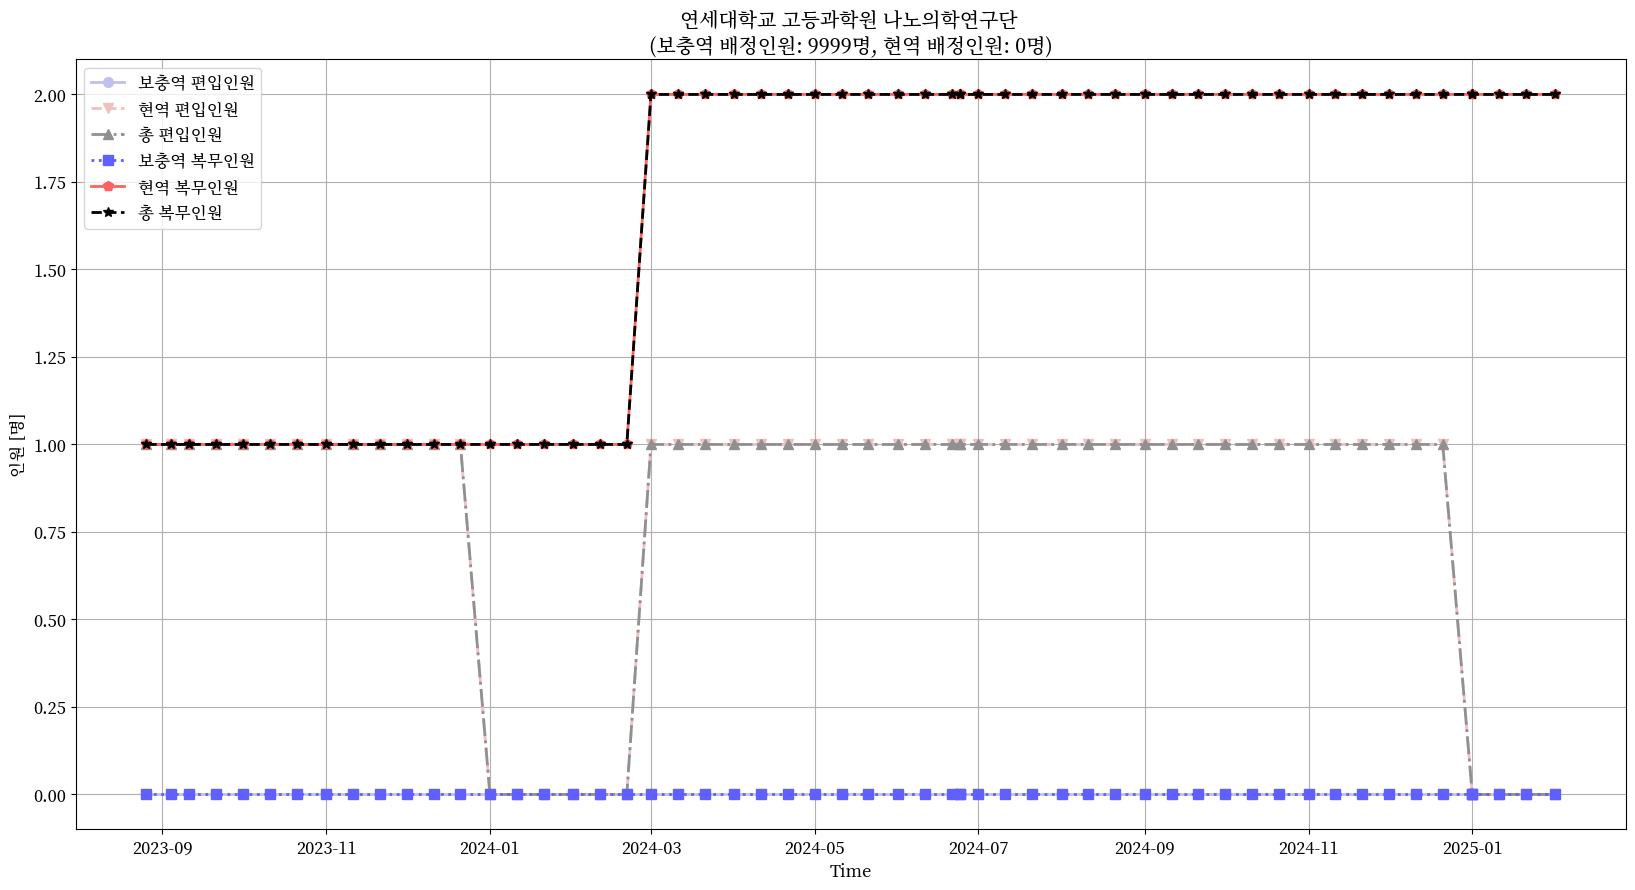 연세대학교 고등과학원 나노의학연구단
(보충역 배정인원: 9999명, 현역 배정인원: 0명)
보충역 편입인원
현역 편입인원
총 편입인원
보충역 복무인원
현역 복무인원
총 복무인원
2.00
1.75
1.50
1.25
1.00
0.75
0.50
0.25
0.00
인원 [명]
2023-09
2023-11
2024-01
2024-03
2024-05
2024-07
2024-09
2024-11
2025-01
Time